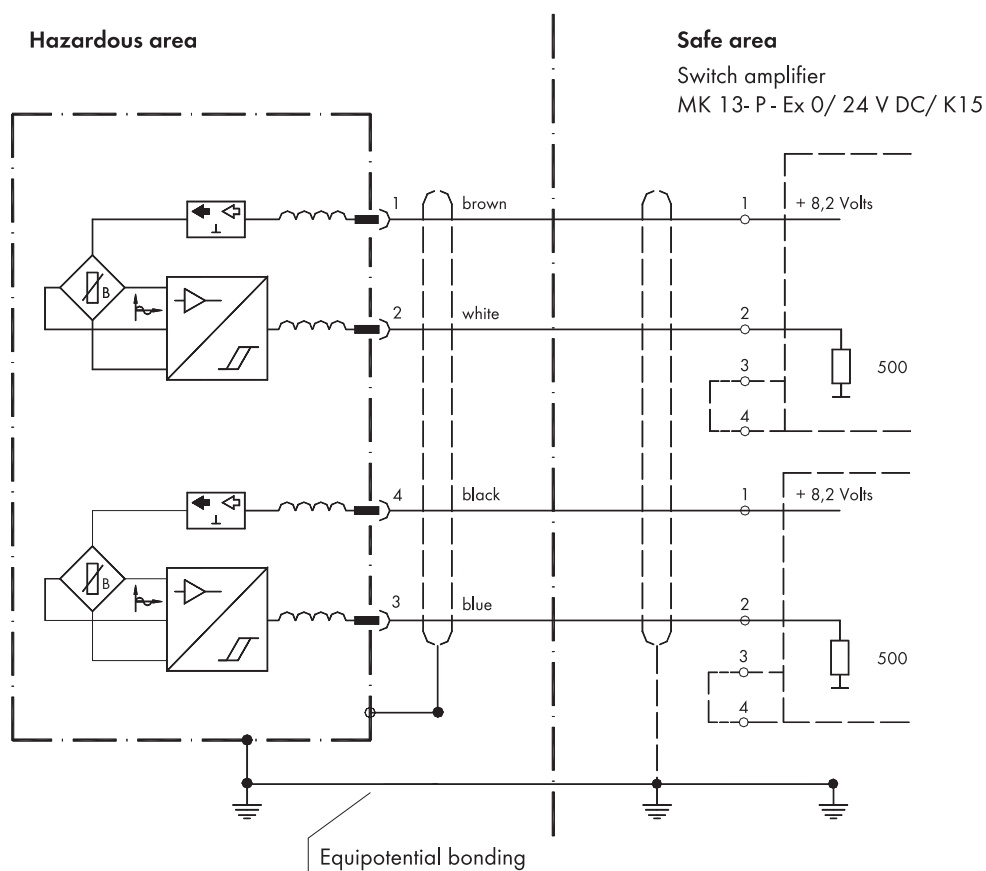 Hazardous area
Safe area
Switch amplifier
MK 13- P - Ex 0/ 24 V DC/ K15
1 brown 1 + 8,2 Volts
B
2 white 2
3 500
4
4 black 1 + 8,2 Volts
B
3 blue 2
3 500
4
Equipotential bonding